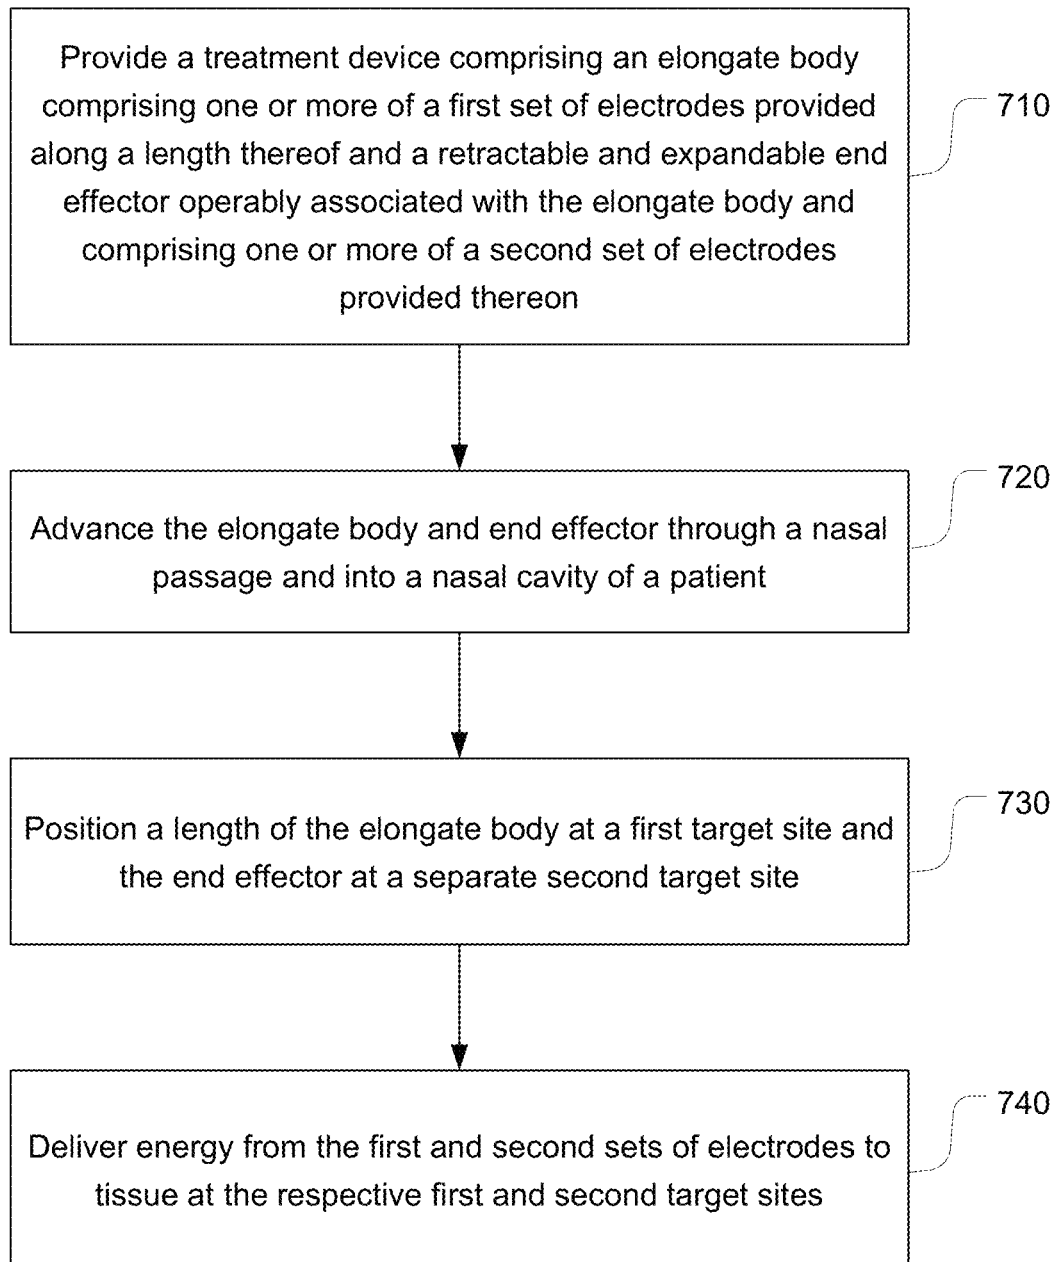 Provide a treatment device comprising an elongate body
comprising one or more of a first set of electrodes provided
along a length thereof and a retractable and expandable end
effector operably associated with the elongate body and
comprising one or more of a second set of electrodes
provided thereon
710
Advance the elongate body and end effector through a nasal
passage and into a nasal cavity of a patient
720
Position a length of the elongate body at a first target site and
the end effector at a separate second target site
730
Deliver energy from the first and second sets of electrodes to
tissue at the respective first and second target sites
740